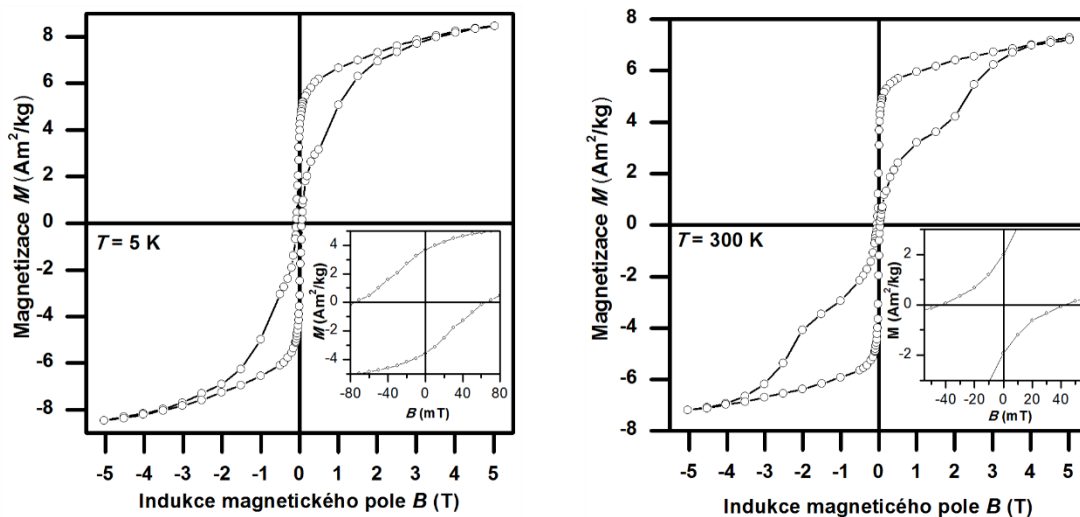 8
6
4
2
0
-2
-4
-6
-8
Magnetizace M (Am²/kg)
T = 5 K
4
2
0
-2
-4
M (Am²/kg)
-80 -40 0 40 80
B (mT)
-5 -4 -3 -2 -1 0 1 2 3 4 5
Indukce magnetického pole B (T)
8
6
4
2
0
-2
-4
-6
-8
Magnetizace M (Am²/kg)
T = 300 K
2
0
-2
M (Am²/kg)
-40 -20 0 20 40
B (mT)
-5 -4 -3 -2 -1 0 1 2 3 4 5
Indukce magneticého pole B (T)